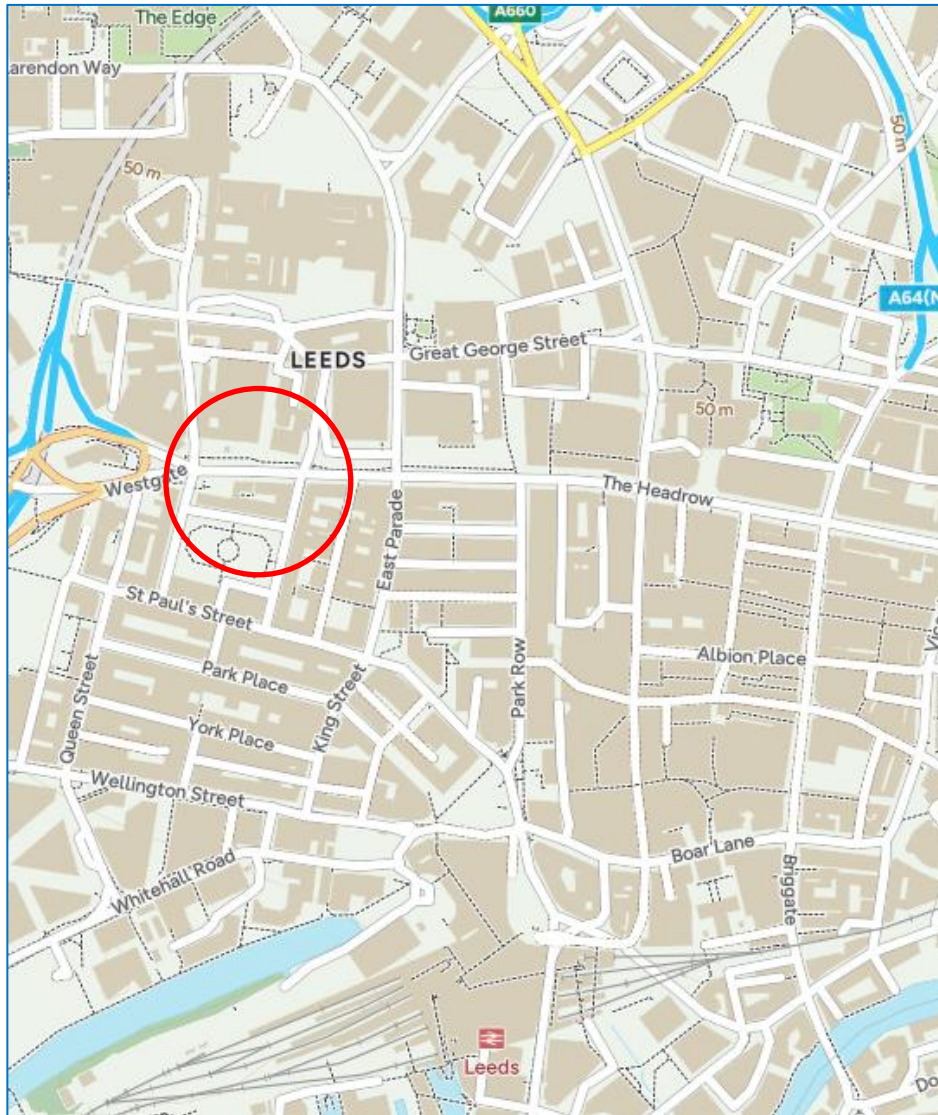 A660
The Edge
larendon Way
50 m
50 m
A64(N
Great George Street
LEEDS
50 m
Westgate
The Headrow
East Parade
St Paul's Street
Park Row
Albion Place
Vic
Park Place
Queen Street
King Street
York Place
Wellington Street
Boar Lane
Whitehall Road
Briggate
Leeds
Do